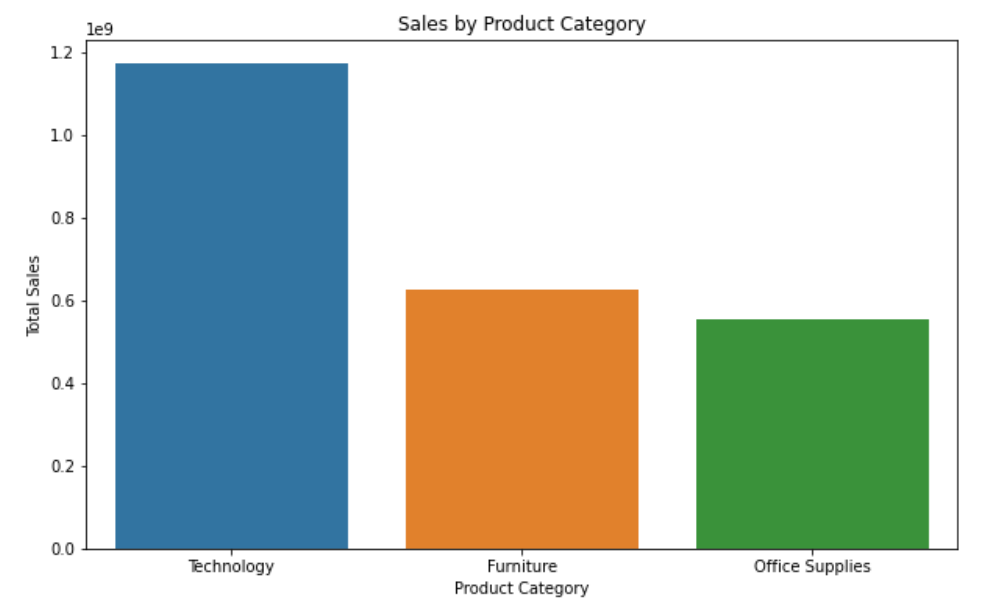 Sales by Product Category
1e9
1.2
1.0
0.8
0.6
0.4
0.2
0.0
Total Sales
Technology Furniture Office Supplies
Product Category